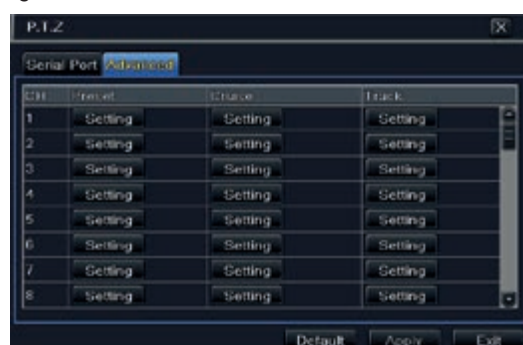 P.T.Z
Serial Port Advanced
CH Preset Cruise Track
1 Setting Setting Setting
2 Setting Setting Setting
3 Setting Setting Setting
4 Setting Setting Setting
5 Setting Setting Setting
6 Setting Setting Setting
7 Setting Setting Setting
8 Setting Setting Setting
Default Apply Exit